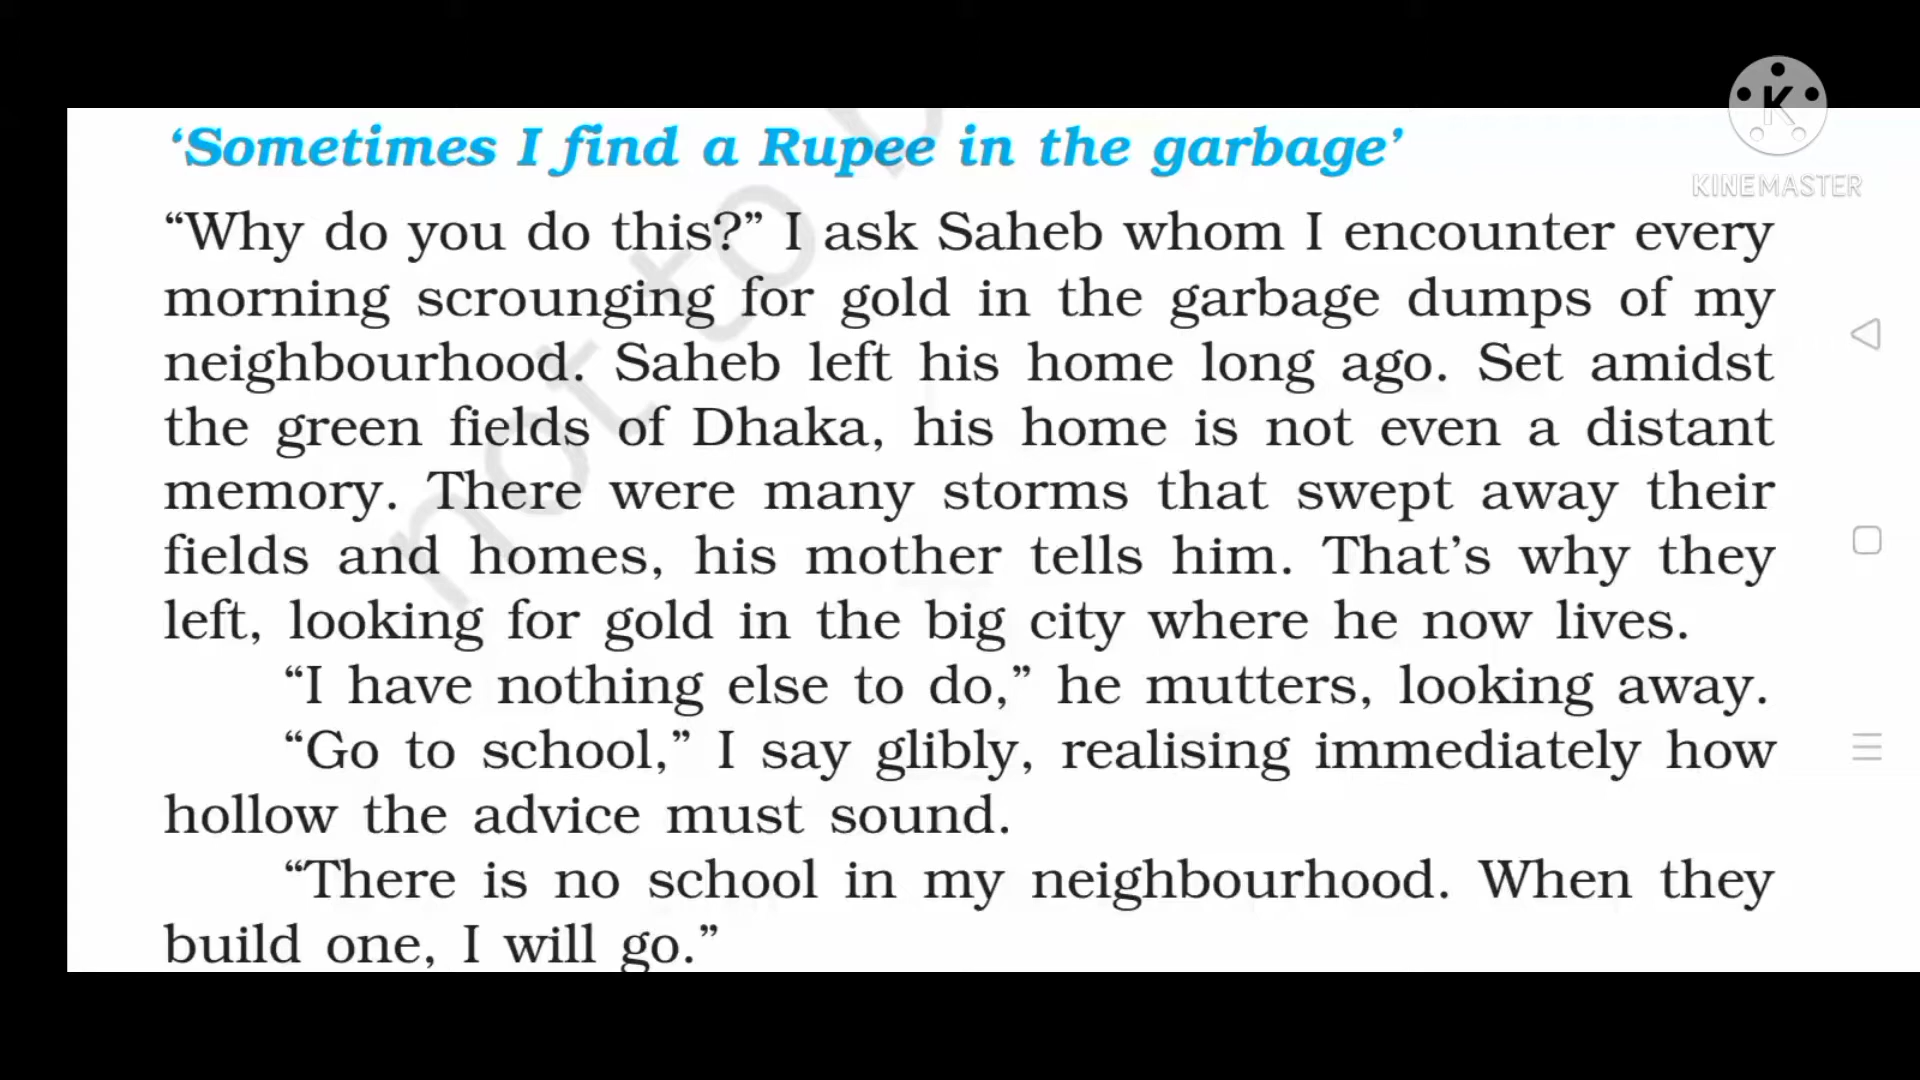 ‘Sometimes I find a Rupee in the garbage’
K
KINEMASTER
“Why do you do this?” I ask Saheb whom I encounter every
morning scrounging for gold in the garbage dumps of my
neighbourhood. Saheb left his home long ago. Set amidst
the green fields of Dhaka, his home is not even a distant
memory. There were many storms that swept away their
fields and homes, his mother tells him. That’s why they
left, looking for gold in the big city where he now lives.
“I have nothing else to do,” he mutters, looking away.
“Go to school,” I say glibly, realising immediately how
hollow the advice must sound.
“There is no school in my neighbourhood. When they
build one, I will go.”
not to b